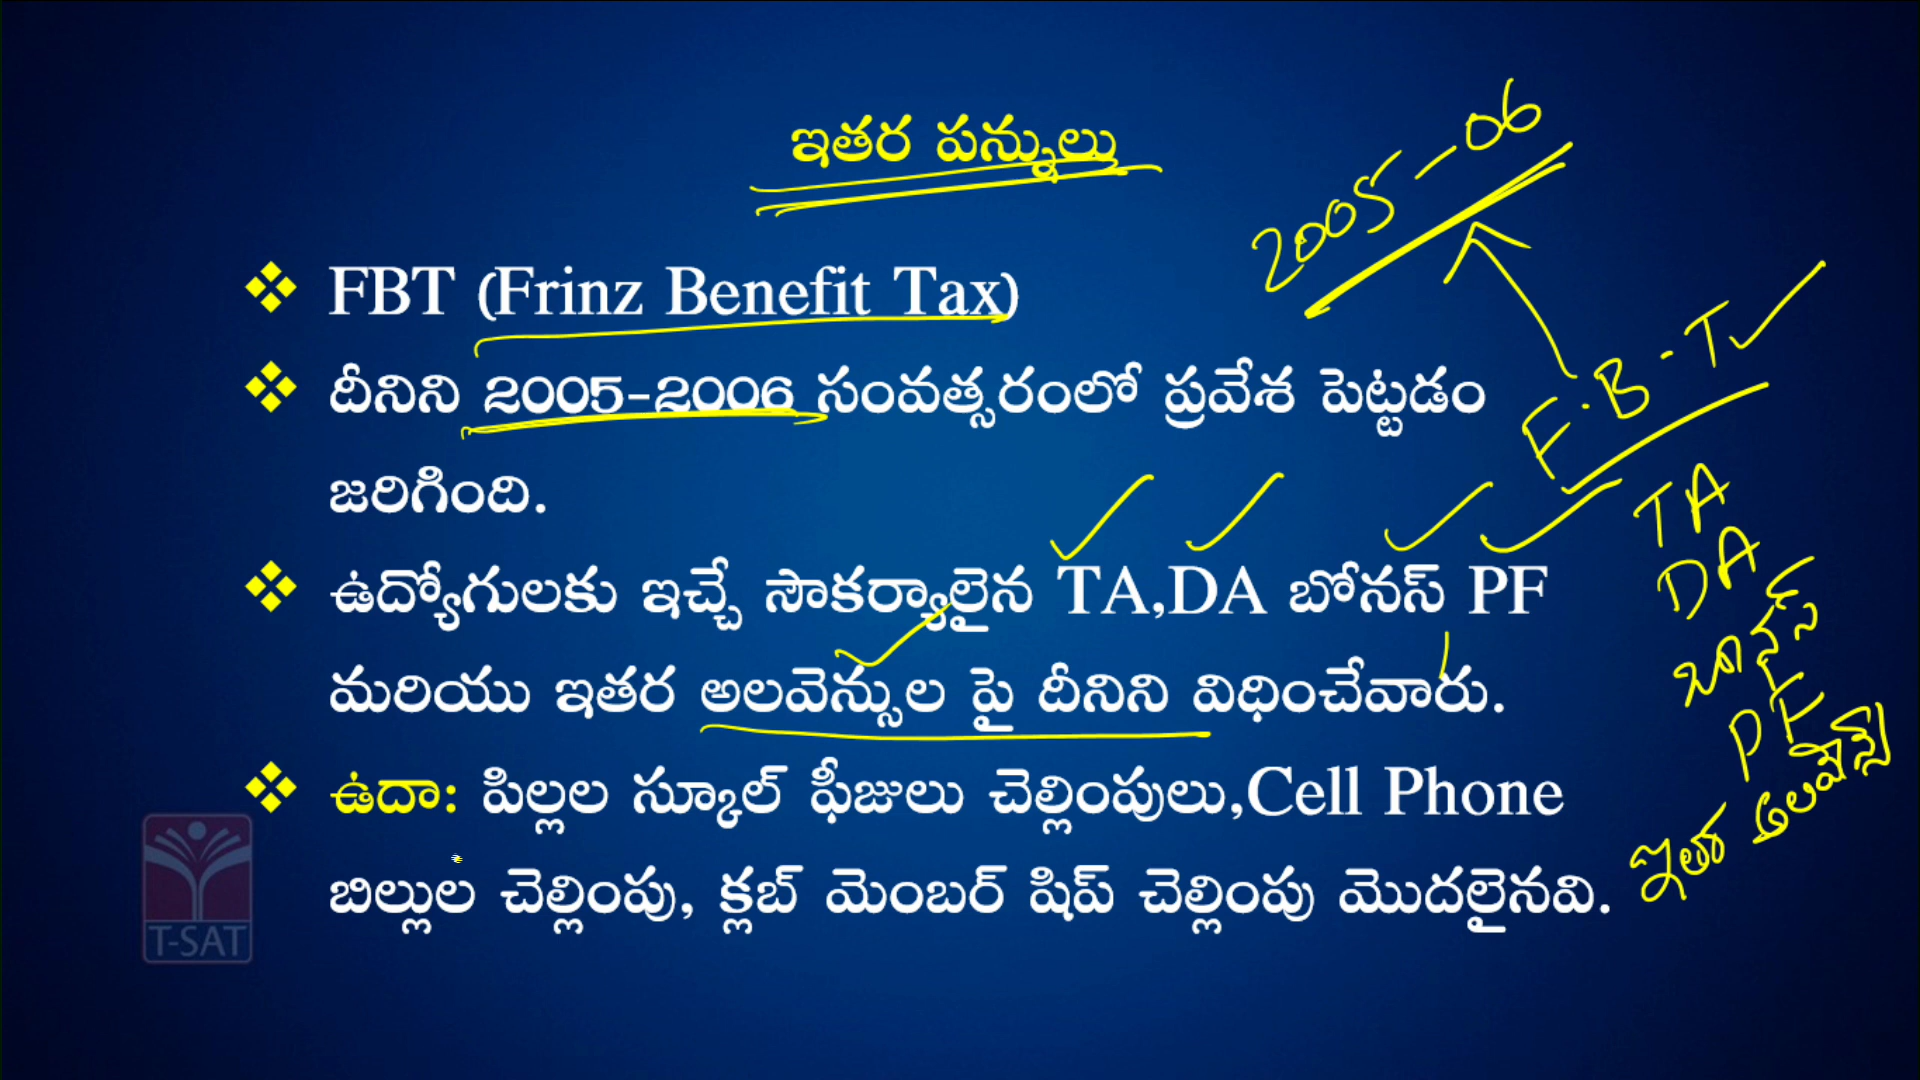 ఇతర పన్నులు
2005-06
FBT (Frinz Benefit Tax)
దీనిని 2005-2006 సంవత్సరంలో ప్రవేశ పెట్టడం
జరిగింది.
F.B.T
ఉద్యోగులకు ఇచ్చే సౌకర్యాలైన TA,DA బోనస్ PF
మరియు ఇతర అలవెన్సుల పై దీనిని విధించేవారు.
ఉదా: పిల్లల స్కూల్ ఫీజులు చెల్లింపులు,Cell Phone
బిల్లుల చెల్లింపు, క్లబ్ మెంబర్ షిప్ చెల్లింపు మొదలైనవి.
TA
DA
బోనస్
PF
T-SAT